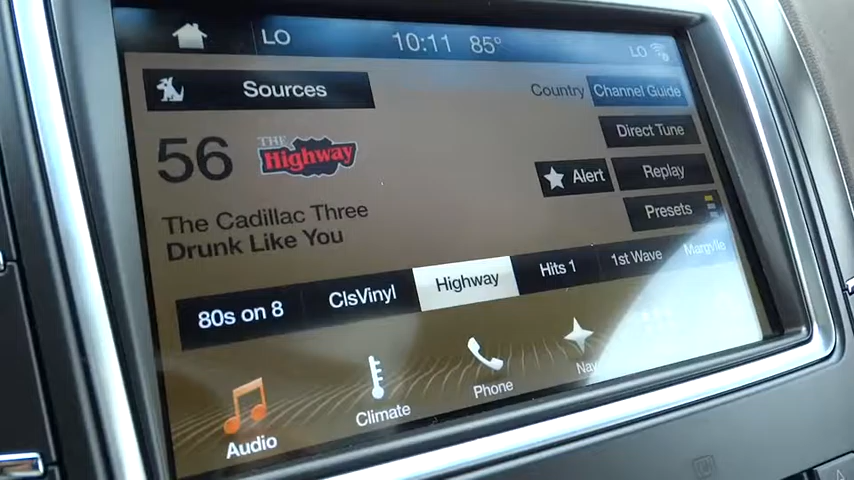 LO
10:11 85°
LO
Sources
Country
Channel Guide
56
THE
Highway
Direct Tune
Alert
Replay
Presets
The Cadillac Three
Drunk Like You
80s on 8
ClsVinyl
Highway
Hits 1
1st Wave
Margvlle
Audio
Climate
Phone